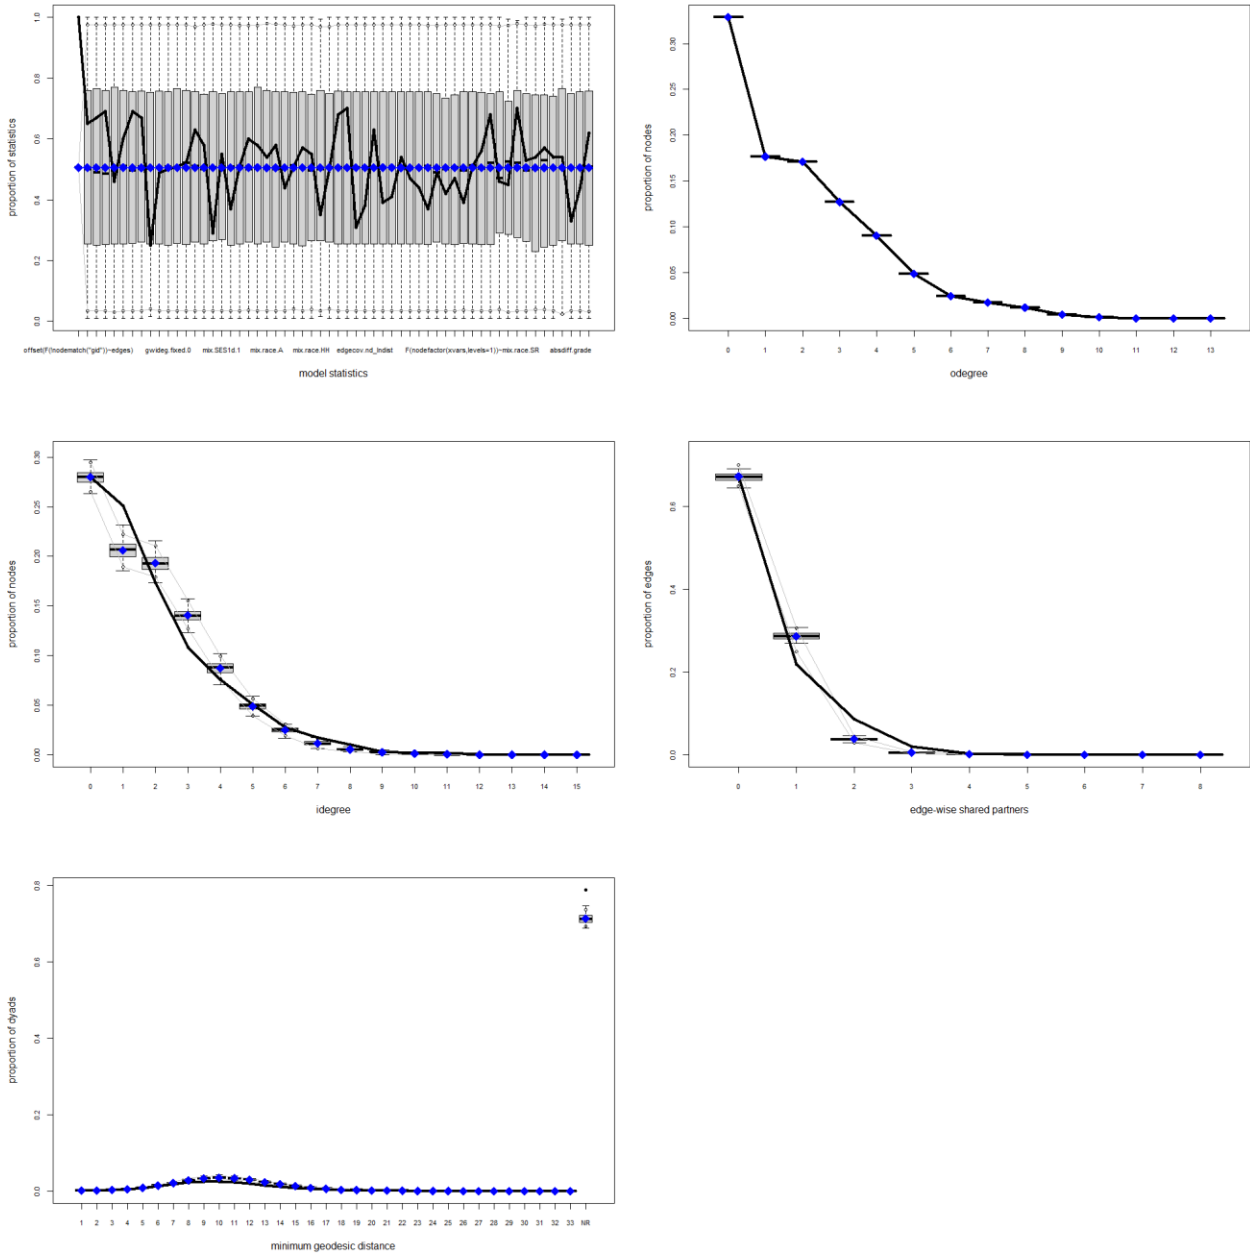 proportion of statistics
0.0 0.2 0.4 0.6 0.8 1.0
offset(F(!nodematch("gid"))~edges) gwideg.fixed.0 mix.SES1d.1 mix.race.A mix.race.HH edgecov.nd_lndist F(nodefactor(xvars,levels=1))~mix.race.SR absdiff.grade
model statistics
proportion of nodes
0.00 0.05 0.10 0.15 0.20 0.25 0.30
0 1 2 3 4 5 6 7 8 9 10 11 12 13
odegree
proportion of nodes
0.00 0.05 0.10 0.15 0.20 0.25 0.30
0 1 2 3 4 5 6 7 8 9 10 11 12 13 14 15
idegree
proportion of edges
0.0 0.2 0.4 0.6
0 1 2 3 4 5 6 7 8
edge-wise shared partners
proportion of dyads
0.0 0.2 0.4 0.6 0.8
1 2 3 4 5 6 7 8 9 10 11 12 13 14 15 16 17 18 19 20 21 22 23 24 25 26 27 28 29 30 31 32 33 NR
minimum geodesic distance